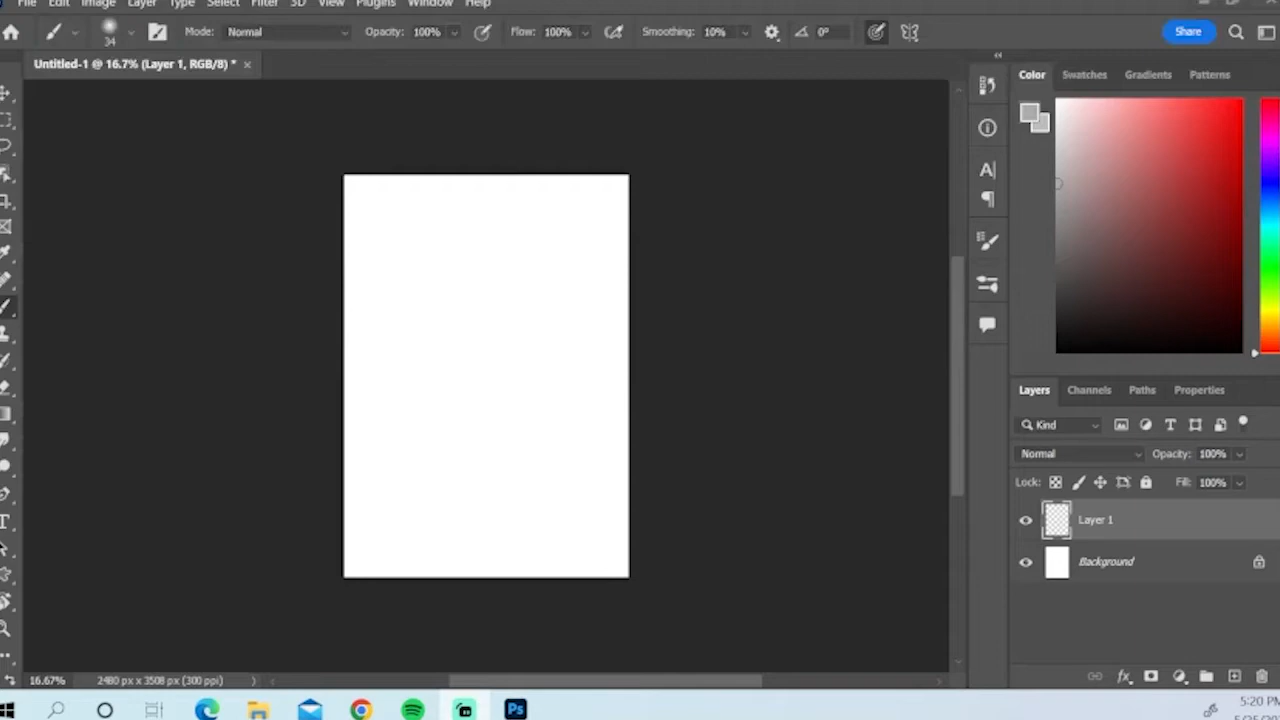 File Edit Image Layer Type Select Filter 3D View Plugins Window Help
34 Mode: Normal Opacity: 100% Flow: 100% Smoothing: 10% 0° Share
Untitled-1 @ 16.7% (Layer 1, RGB/8) *
Color Swatches Gradients Patterns
Layers Channels Paths Properties
Kind
Normal Opacity: 100%
Lock: Fill: 100%
Layer 1
Background
16.67% 2480 px x 3508 px (300 ppi)
Ps 5:20 PM